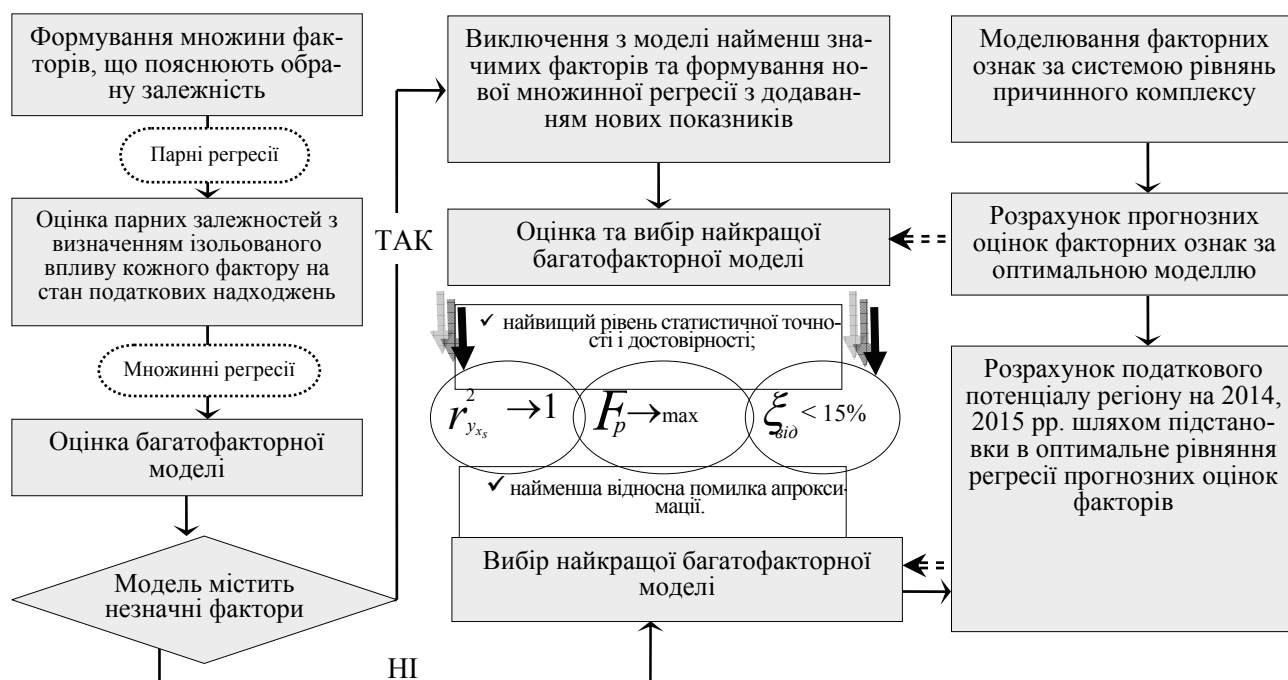 Формування множини фак-
торів, що пояснюють обра-
ну залежність
Парні регресії
Оцінка парних залежностей з
визначенням ізольованого
впливу кожного фактору на
стан податкових надходжень
Множинні регресії
Оцінка багатофакторної
моделі
Модель містить
незначні фактори
ТАК
НІ
Виключення з моделі найменш зна-
чимих факторів та формування но-
вої множинної регресії з додаван-
ням нових показників
Оцінка та вибір найкращої
багатофакторної моделі
✓ найвищий рівень статистичної точно-
сті і достовірності;
r²yxₛ → 1 Fp → max ξвід < 15%
✓ найменша відносна помилка апрокси-
мації.
Вибір найкращої багатофакторної
моделі
Моделювання факторних
ознак за системою рівнянь
причинного комплексу
Розрахунок прогнозних
оцінок факторних ознак за
оптимальною моделлю
Розрахунок податкового
потенціалу регіону на 2014,
2015 рр. шляхом підстано-
вки в оптимальне рівняння
регресії прогнозних оцінок
факторів